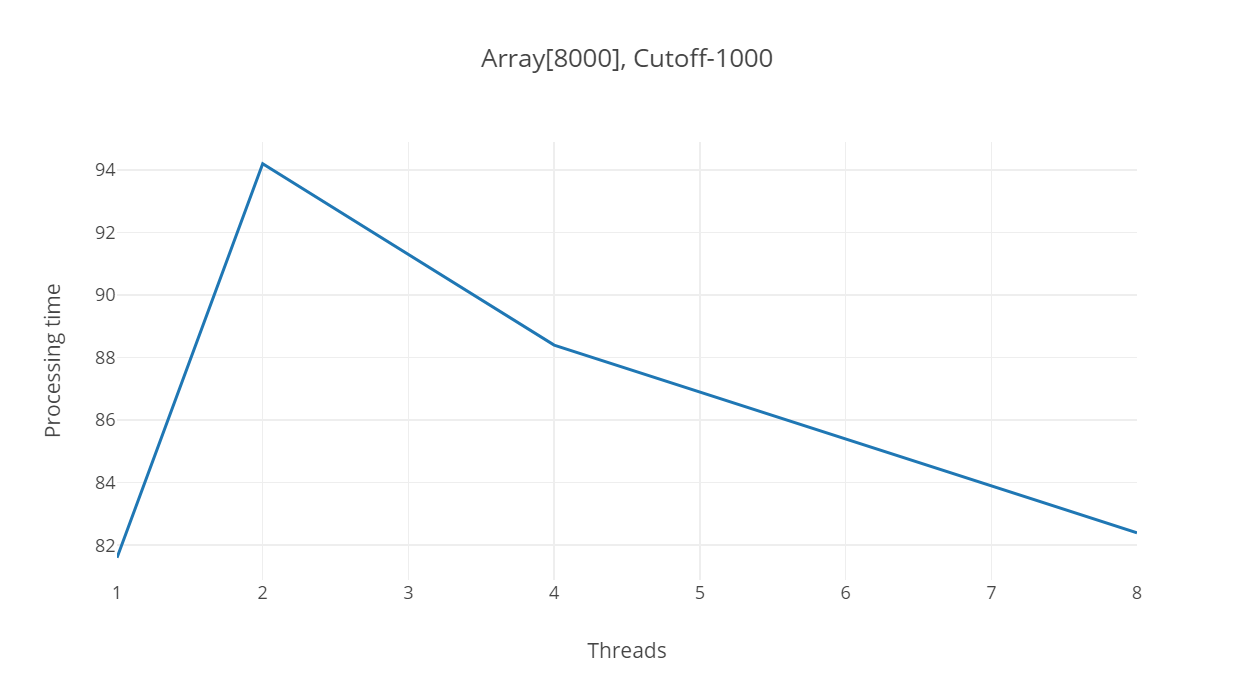 Array[8000], Cutoff-1000
Processing time
94
92
90
88
86
84
82
1 2 3 4 5 6 7 8
Threads